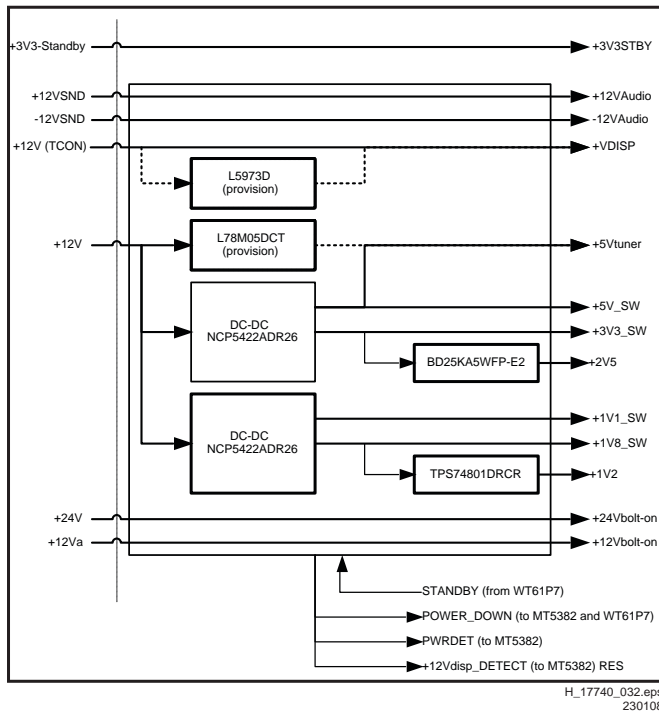 +3V3-Standby
+3V3STBY
+12VSND
+12VAudio
-12VSND
-12VAudio
+12V (TCON)
+VDISP
L5973D
(provision)
L78M05DCT
(provision)
+12V
+5Vtuner
DC-DC
NCP5422ADR26
+5V_SW
+3V3_SW
BD25KA5WFP-E2
+2V5
DC-DC
NCP5422ADR26
+1V1_SW
+1V8_SW
TPS74801DRCR
+1V2
+24V
+24Vbolt-on
+12Va
+12Vbolt-on
STANDBY (from WT61P7)
POWER_DOWN (to MT5382 and WT61P7)
PWRDET (to MT5382)
+12Vdisp_DETECT (to MT5382) RES
H_17740_032.eps
230108